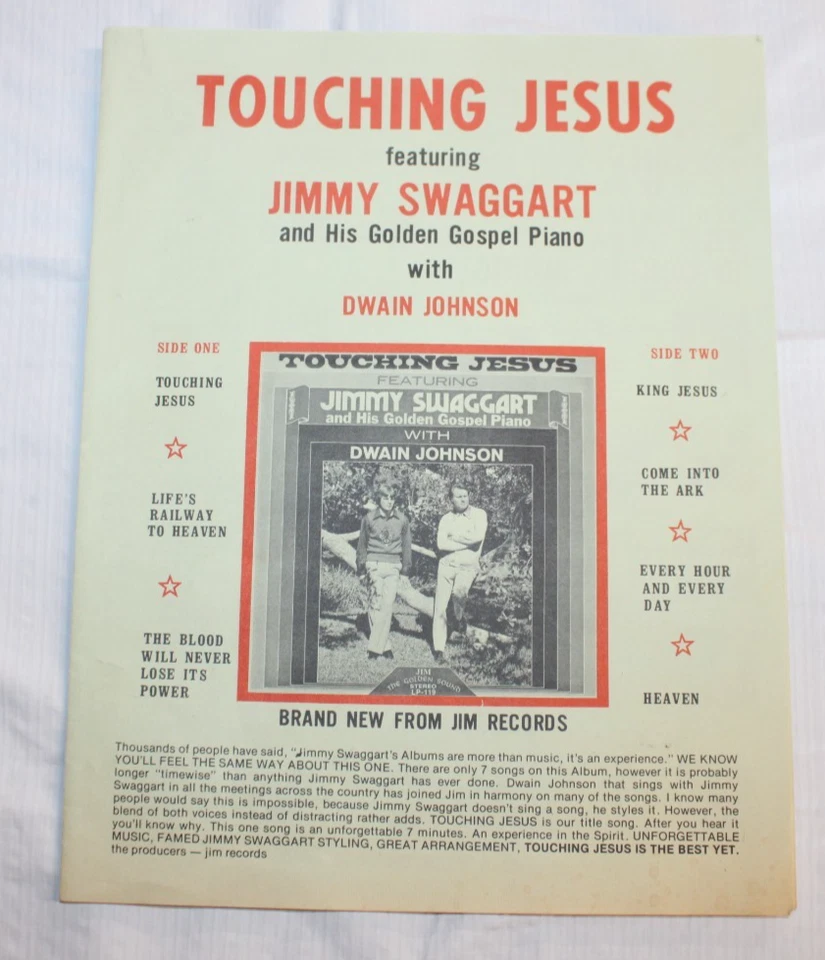 TOUCHING JESUS
featuring
JIMMY SWAGGART
and His Golden Gospel Piano
with
DWAIN JOHNSON
SIDE ONE
TOUCHING
JESUS
LIFE'S
RAILWAY
TO HEAVEN
THE BLOOD
WILL NEVER
LOSE ITS
POWER
TOUCHING JESUS
FEATURING
JIMMY SWAGGART
and His Golden Gospel Piano
WITH
DWAIN JOHNSON
JIM
THE GOLDEN SOUND
STEREO
LP-119
SIDE TWO
KING JESUS
COME INTO
THE ARK
EVERY HOUR
AND EVERY
DAY
HEAVEN
BRAND NEW FROM JIM RECORDS
Thousands of people have said, "Jimmy Swaggart's Albums are more than music, it's an experience." WE KNOW
YOU'LL FEEL THE SAME WAY ABOUT THIS ONE. There are only 7 songs on this Album, however it is probably
longer "timewise" than anything Jimmy Swaggart has ever done. Dwain Johnson that sings with Jimmy
Swaggart in all the meetings across the country has joined Jim in harmony on many of the songs. I know many
people would say this is impossible, because Jimmy Swaggart doesn't sing a song, he styles it. However, the
blend of both voices instead of distracting rather adds. TOUCHING JESUS is our title song. After you hear it
you'll know why. This one song is an unforgettable 7 minutes. An experience in the Spirit. UNFORGETTABLE
MUSIC, FAMED JIMMY SWAGGART STYLING, GREAT ARRANGEMENT, TOUCHING JESUS IS THE BEST YET.
the producers — jim records